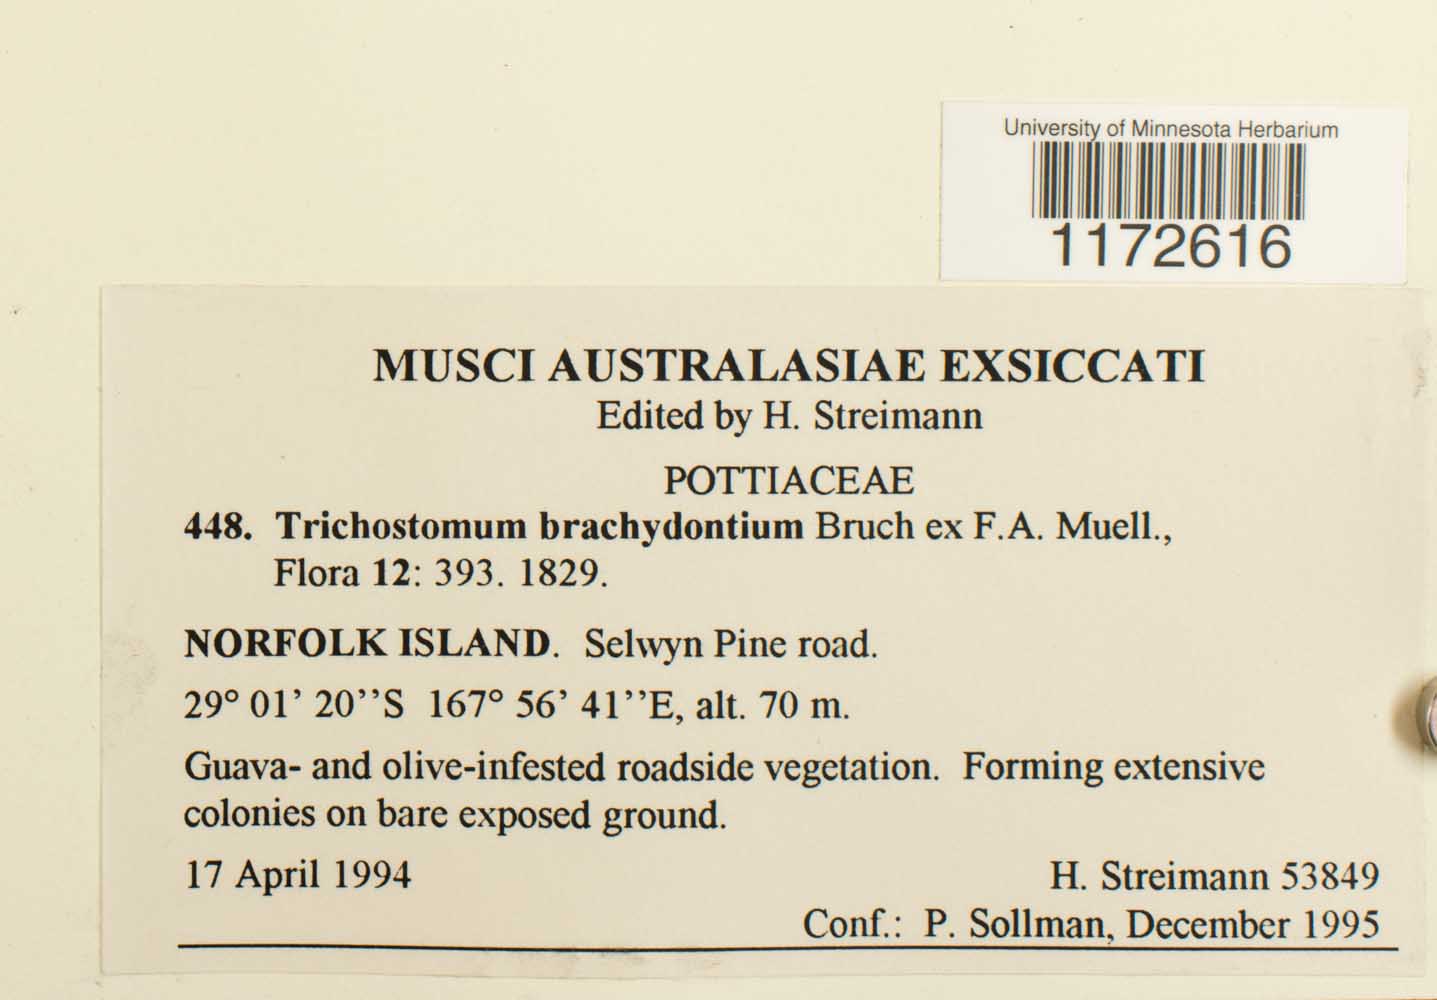 University of Minnesota Herbarium
1172616
MUSCI AUSTRALASIAE EXSICCATI
Edited by H. Streimann
POTTIACEAE
448. Trichostomum brachydontium Bruch ex F.A. Muell.,
Flora 12: 393. 1829.
NORFOLK ISLAND. Selwyn Pine road.
29° 01’ 20’’S 167° 56’ 41’’E, alt. 70 m.
Guava- and olive-infested roadside vegetation. Forming extensive
colonies on bare exposed ground.
17 April 1994 H. Streimann 53849
Conf.: P. Sollman, December 1995